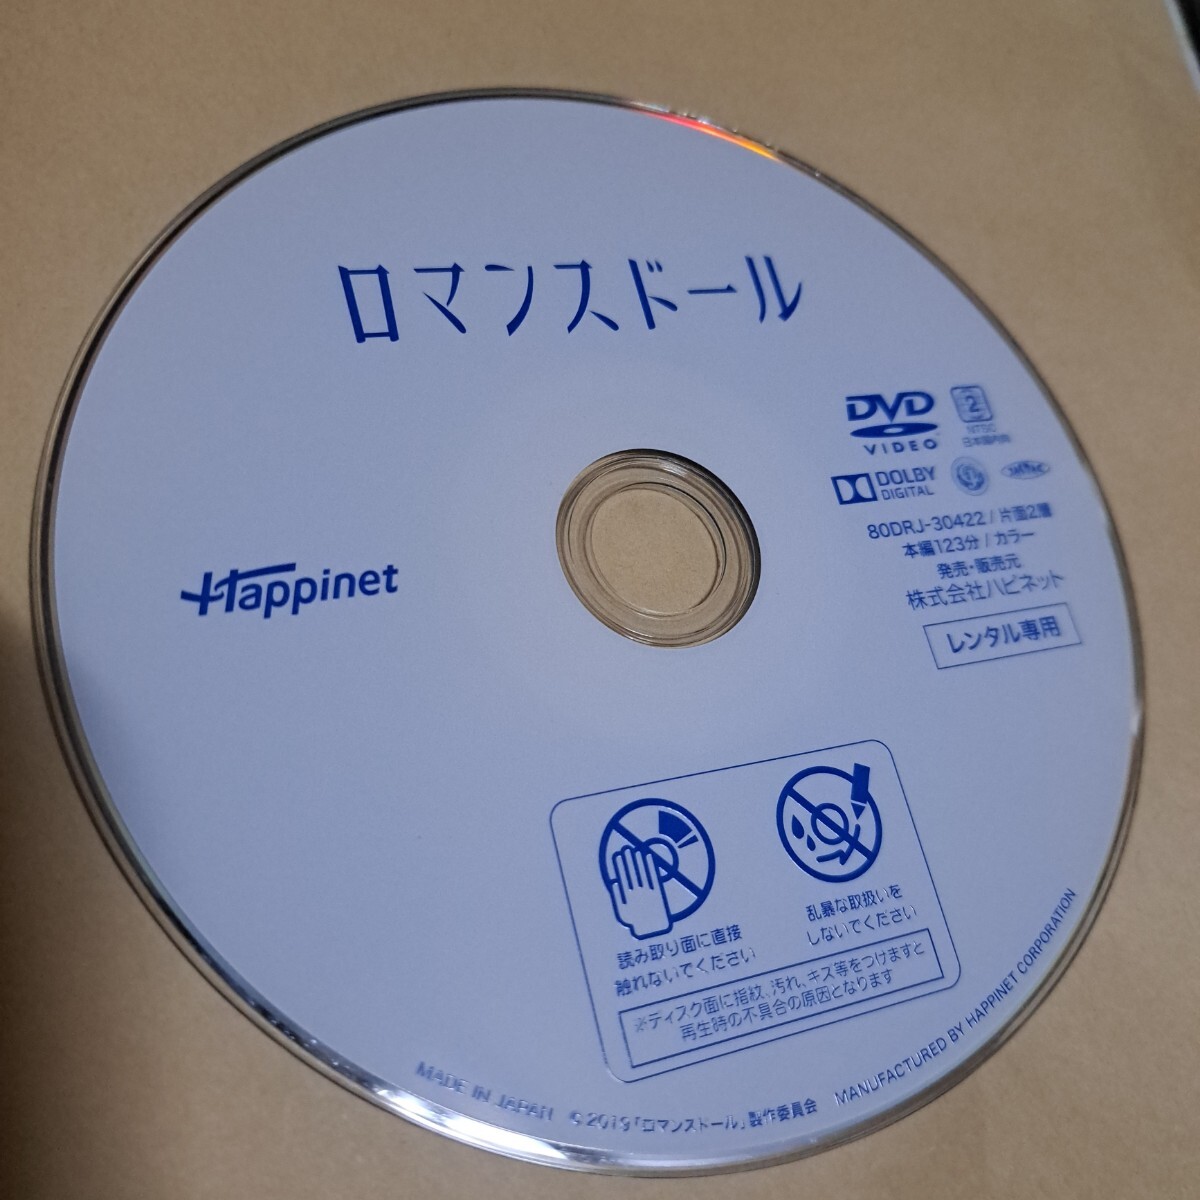 ロマンスドール
DVD
VIDEO
2
NTSC
日本国内向
DOLBY
DIGITAL
80DRJ-30422 / 片面2層
本編123分 / カラー
発売・販売元
株式会社ハピネット
レンタル専用
Happinet
読み取り面に直接
触れないでください
乱暴な取扱いを
しないでください
※ディスク面に指紋、汚れ、キズ等をつけますと
再生時の不具合の原因となります
MADE IN JAPAN ©2019「ロマンスドール」製作委員会 MANUFACTURED BY HAPPINET CORPORATION